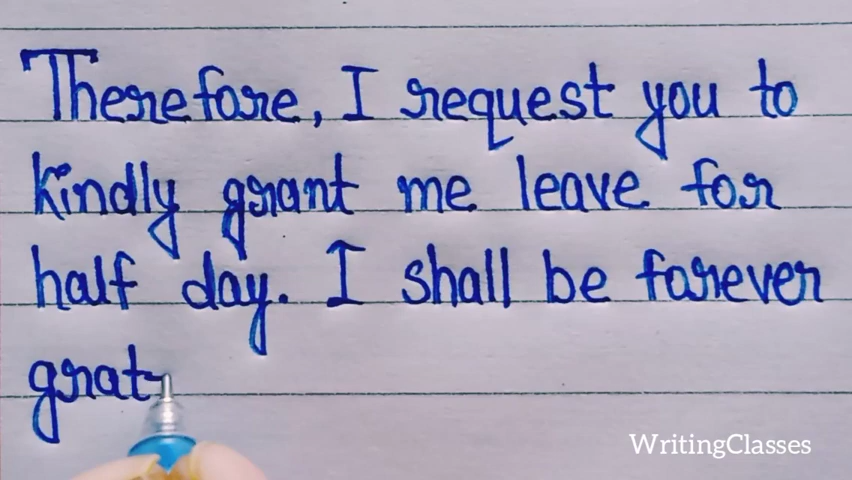 Therefore, I request you to
kindly grant me leave for
half day. I shall be forever
grat
WritingClasses